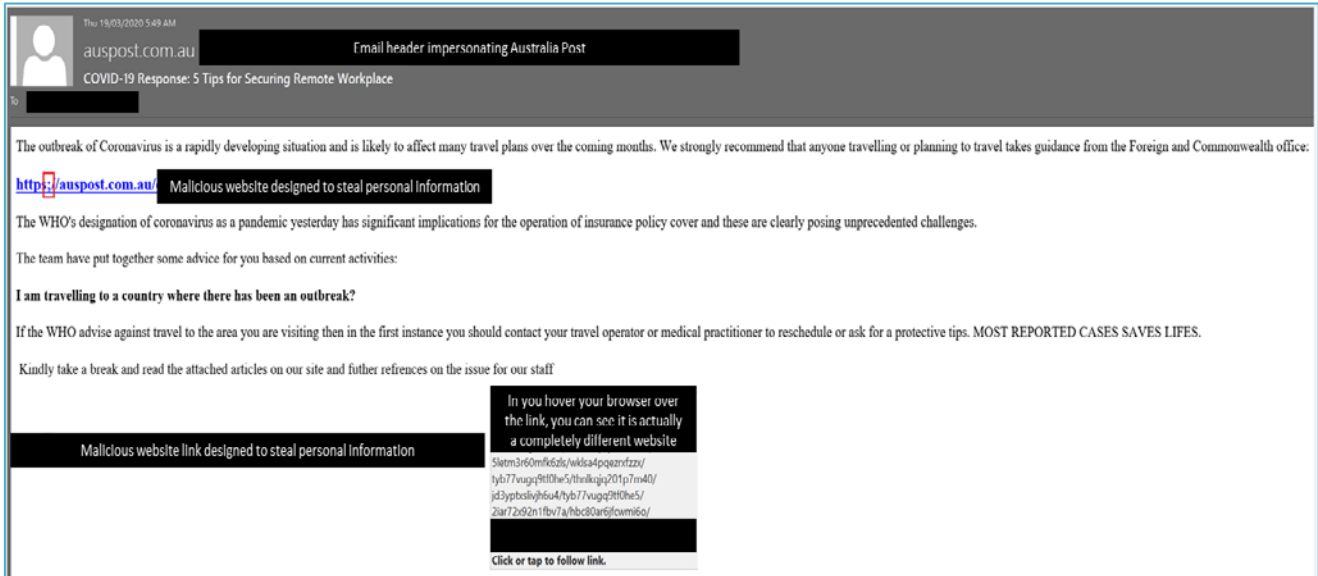 Thu 19/03/2020 5:49 AM
auspost.com.au Email header impersonating Australia Post
COVID-19 Response: 5 Tips for Securing Remote Workplace
To
The outbreak of Coronavirus is a rapidly developing situation and is likely to affect many travel plans over the coming months. We strongly recommend that anyone travelling or planning to travel takes guidance from the Foreign and Commonwealth office:
https;/auspost.com.au/ Malicious website designed to steal personal information
The WHO's designation of coronavirus as a pandemic yesterday has significant implications for the operation of insurance policy cover and these are clearly posing unprecedented challenges.
The team have put together some advice for you based on current activities:
I am travelling to a country where there has been an outbreak?
If the WHO advise against travel to the area you are visiting then in the first instance you should contact your travel operator or medical practitioner to reschedule or ask for a protective tips. MOST REPORTED CASES SAVES LIFES.
Kindly take a break and read the attached articles on our site and futher refrences on the issue for our staff
In you hover your browser over
the link, you can see it is actually
a completely different website
Malicious website link designed to steal personal information
5letm3r60mfk6zls/wklsa4pqezrxfzzx/
tyb77vugq9tf0he5/thnlkqjq201p7m40/
jd3yptxslivjh6u4/tyb77vugq9tf0he5/
2iar72x92n1fbv7a/hbc80ar6jfcwmi6o/
Click or tap to follow link.